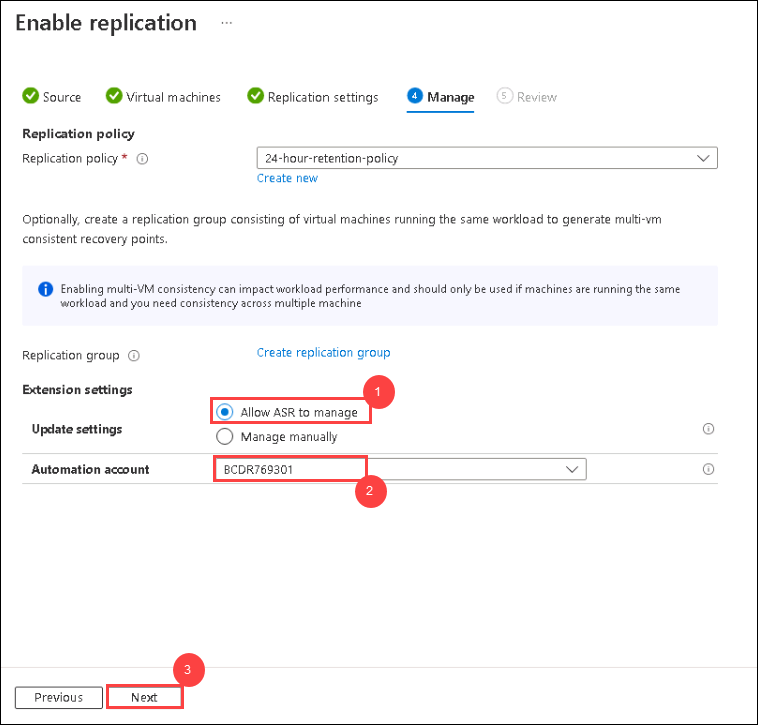 Enable replication ...
Source Virtual machines Replication settings 4 Manage 5 Review
Replication policy
Replication policy * 24-hour-retention-policy
Create new
Optionally, create a replication group consisting of virtual machines running the same workload to generate multi-vm
consistent recovery points.
Enabling multi-VM consistency can impact workload performance and should only be used if machines are running the same
workload and you need consistency across multiple machine
Replication group Create replication group
Extension settings
1
Allow ASR to manage
Update settings
Manage manually
Automation account BCDR769301
2
3
Previous Next